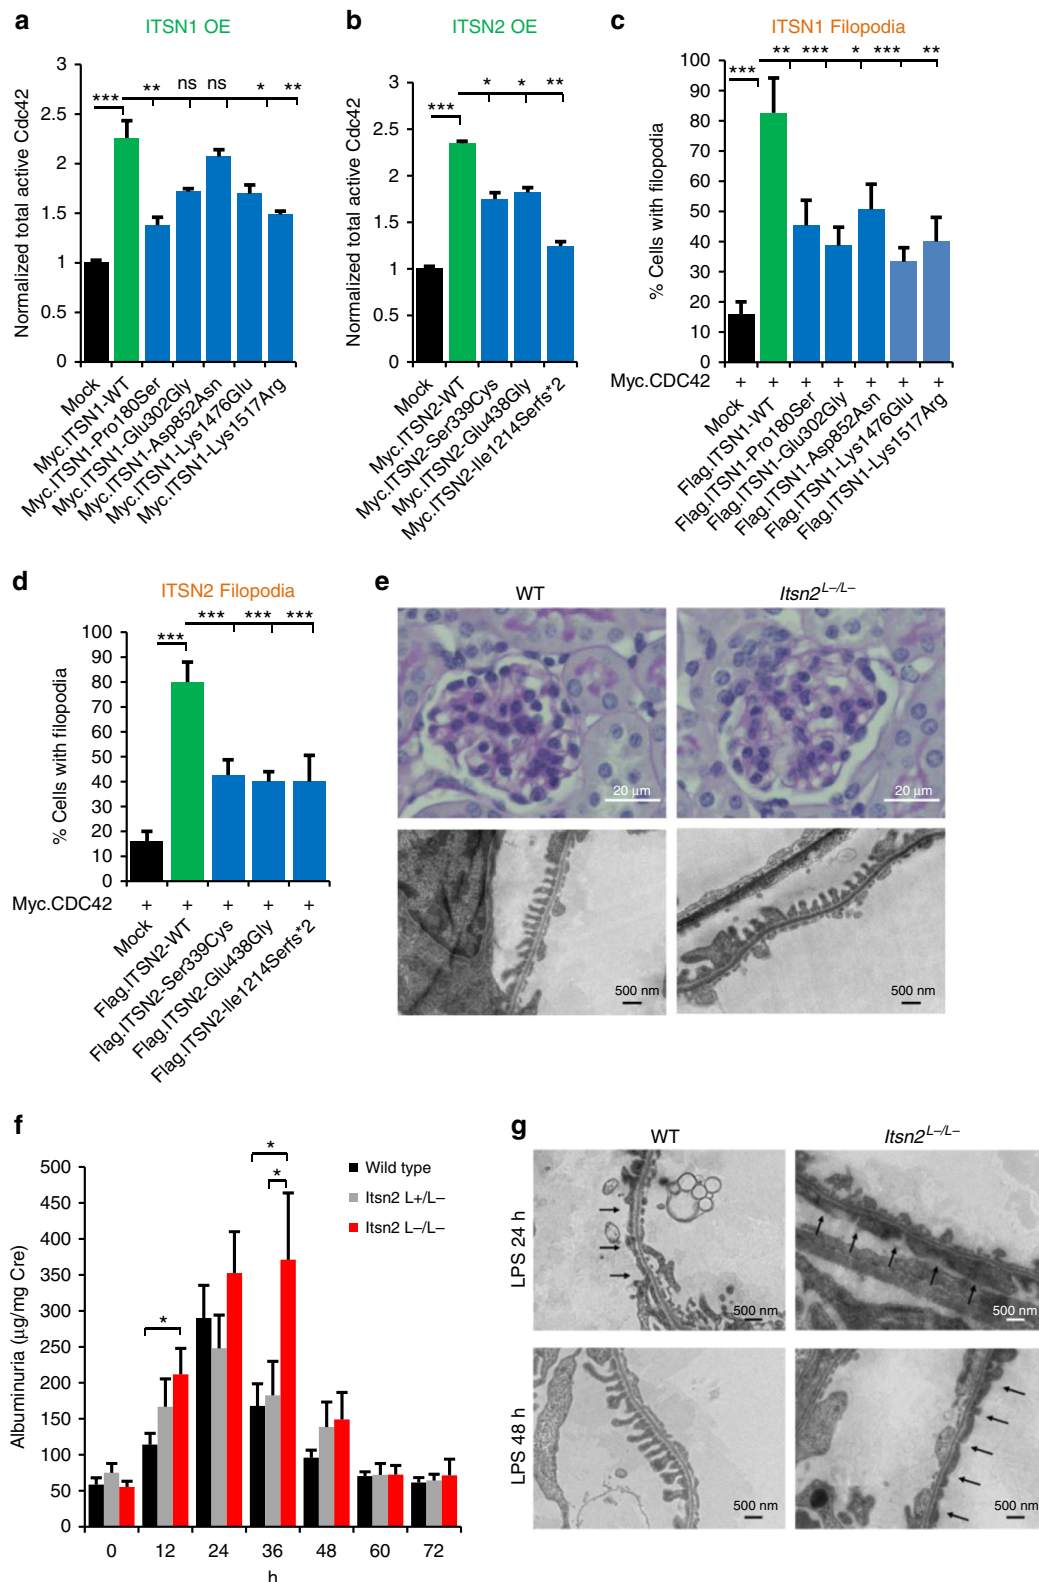 a
ITSN1 OE
Normalized total active Cdc42
3
2.5
2
1.5
1
0.5
0
*** ** ns ns * **
Mock
Myc.ITSN1-WT
Myc.ITSN1-Pro180Ser
Myc.ITSN1-Glu302Gly
Myc.ITSN1-Asp852Asn
Myc.ITSN1-Lys1476Glu
Myc.ITSN1-Lys1517Arg
b
ITSN2 OE
Normalized total active Cdc42
3
2.5
2
1.5
1
0.5
0
*** * * **
Mock
Myc.ITSN2-WT
Myc.ITSN2-Ser339Cys
Myc.ITSN2-Glu438Gly
Myc.ITSN2-Ile1214Serfs*2
c
ITSN1 Filopodia
% Cells with filopodia
100
90
80
70
60
50
40
30
20
10
0
*** ** *** * *** **
Myc.CDC42 + + + + + + +
Mock
Flag.ITSN1-WT
Flag.ITSN1-Pro180Ser
Flag.ITSN1-Glu302Gly
Flag.ITSN1-Asp852Asn
Flag.ITSN1-Lys1476Glu
Flag.ITSN1-Lys1517Arg
d
ITSN2 Filopodia
% Cells with filopodia
100
90
80
70
60
50
40
30
20
10
0
*** *** *** ***
Myc.CDC42 + + + + +
Mock
Flag.ITSN2-WT
Flag.ITSN2-Ser339Cys
Flag.ITSN2-Glu438Gly
Flag.ITSN2-Ile1214Serfs*2
e
WT
Itsn2 L–/L–
20 μm
20 μm
500 nm
500 nm
f
Albuminuria (μg/mg Cre)
500
450
400
350
300
250
200
150
100
50
0
* * *
Wild type
Itsn2 L+/L–
Itsn2 L–/L–
0 12 24 36 48 60 72
h
g
WT
Itsn2 L–/L–
LPS 24 h
500 nm
500 nm
LPS 48 h
500 nm
500 nm